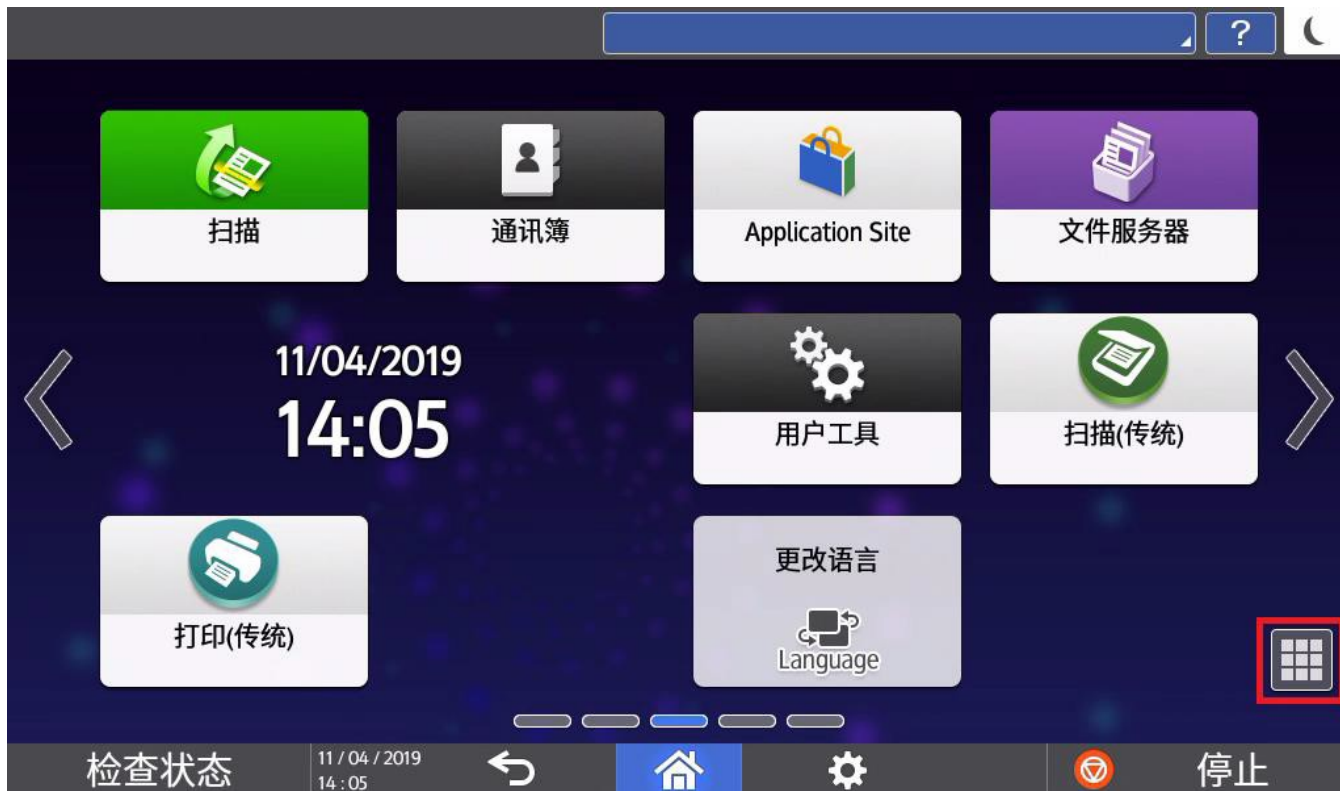 ?
扫描
通讯簿
Application Site
文件服务器
11/04/2019
14:05
用户工具
扫描(传统)
打印(传统)
更改语言
Language
检查状态
11 / 04 / 2019
14 : 05
停止